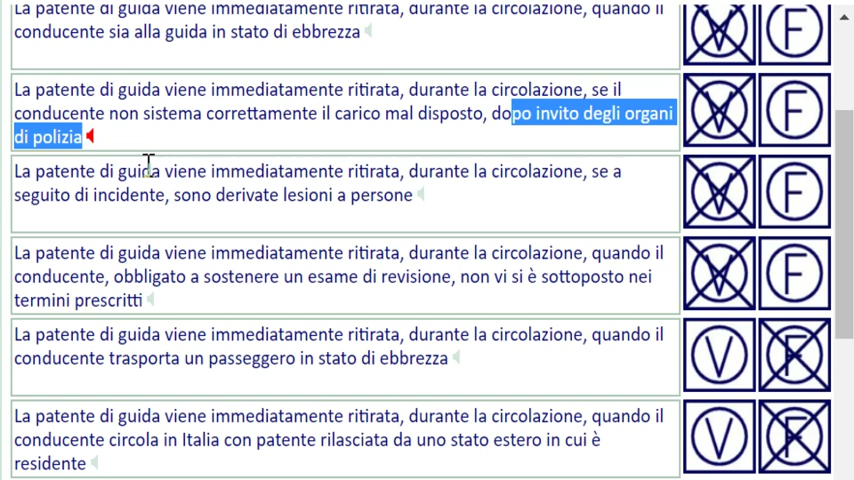 La patente di guida viene immediatamente ritirata, durante la circolazione, quando il
conducente sia alla guida in stato di ebbrezza
V F
La patente di guida viene immediatamente ritirata, durante la circolazione, se il
conducente non sistema correttamente il carico mal disposto, dopo invito degli organi
di polizia
V F
La patente di guida viene immediatamente ritirata, durante la circolazione, se a
seguito di incidente, sono derivate lesioni a persone
V F
La patente di guida viene immediatamente ritirata, durante la circolazione, quando il
conducente, obbligato a sostenere un esame di revisione, non vi si è sottoposto nei
termini prescritti
V F
La patente di guida viene immediatamente ritirata, durante la circolazione, quando il
conducente trasporta un passeggero in stato di ebbrezza
V F
La patente di guida viene immediatamente ritirata, durante la circolazione, quando il
conducente circola in Italia con patente rilasciata da uno stato estero in cui è
residente
V F